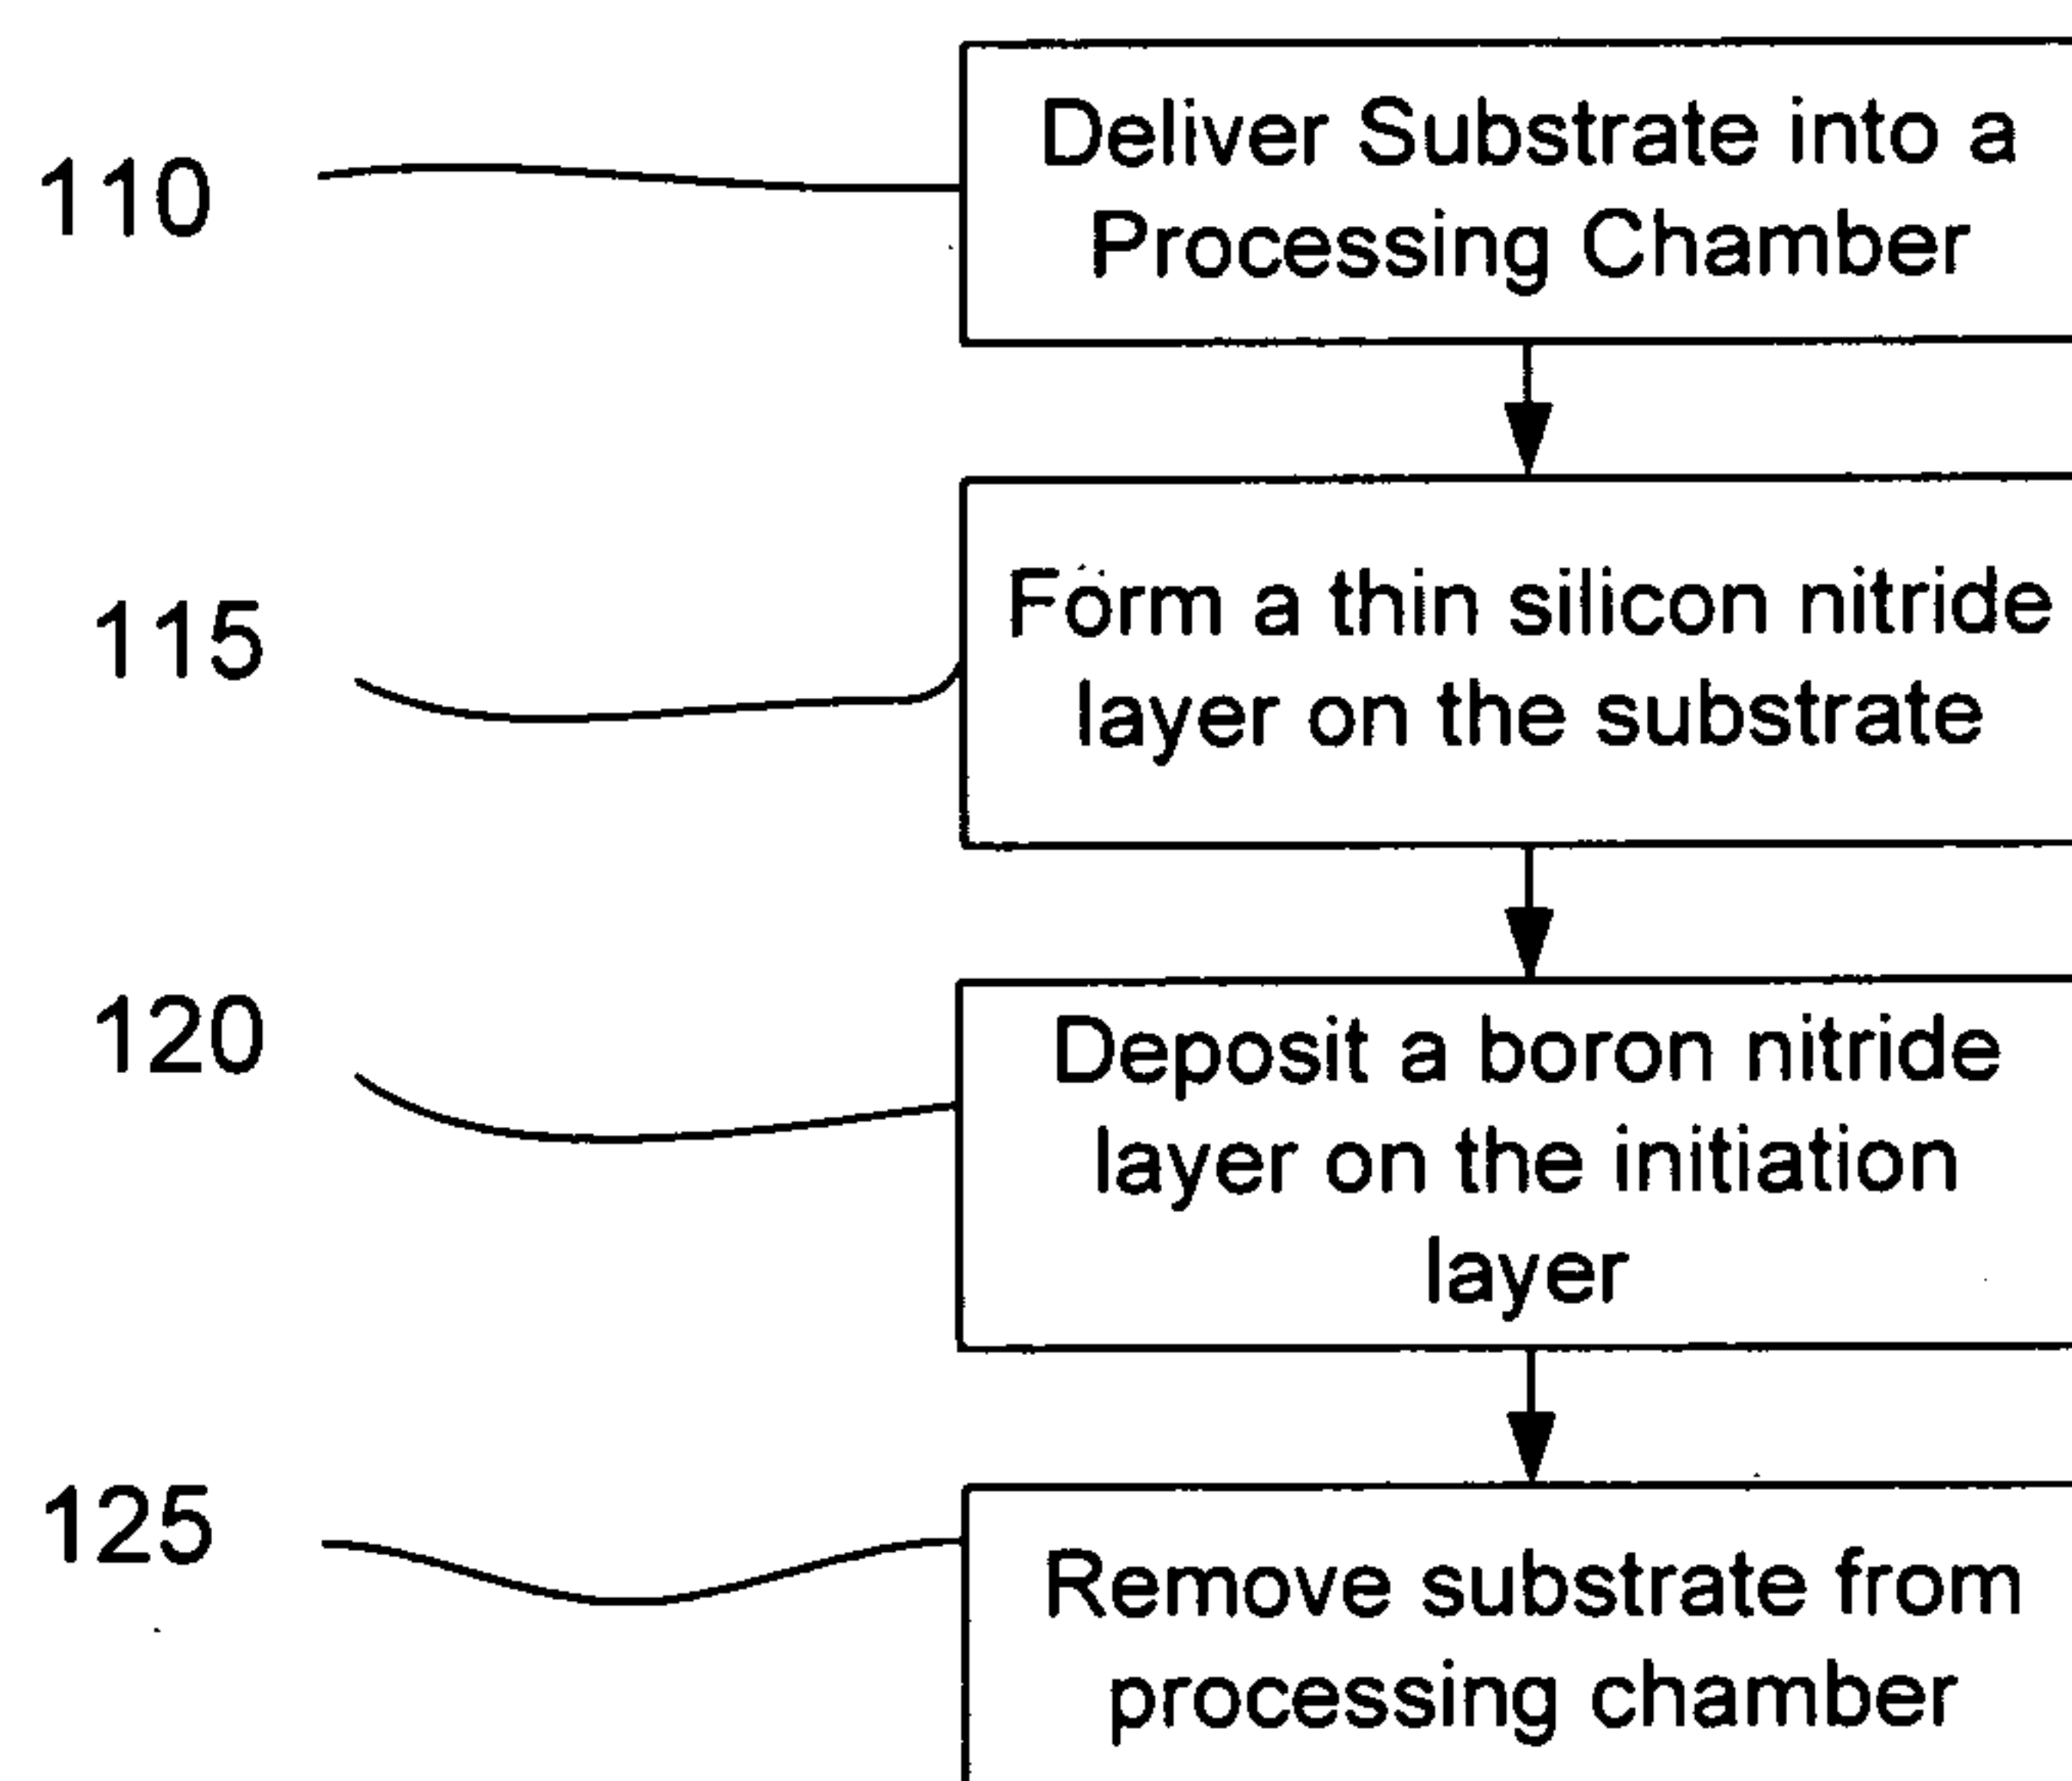 110
Deliver Substrate into a
Processing Chamber
115
Form a thin silicon nitride
layer on the substrate
120
Deposit a boron nitride
layer on the initiation
layer
125
Remove substrate from
processing chamber